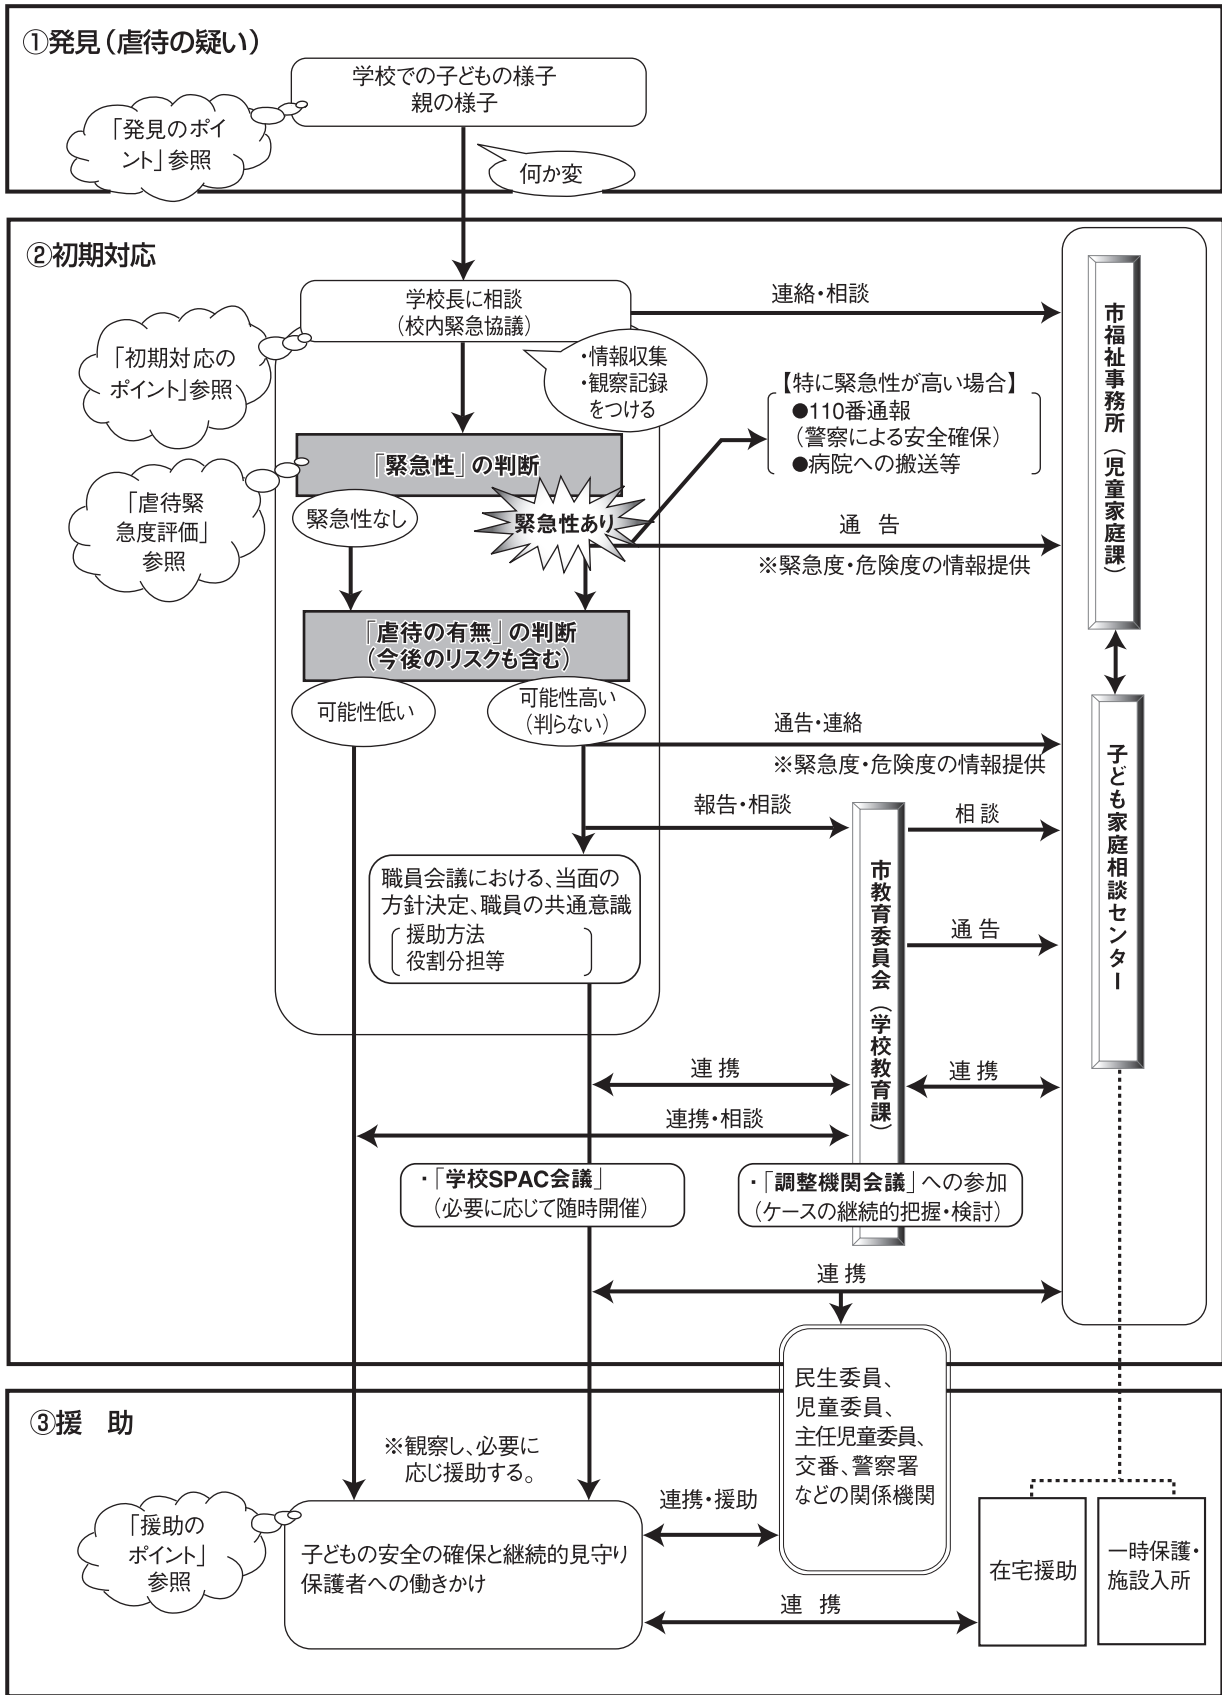 ①発見（虐待の疑い）
学校での子どもの様子
親の様子
「発見のポイ
ント」参照
何か変
②初期対応
学校長に相談
（校内緊急協議）
連絡・相談
「初期対応の
ポイント」参照
・情報収集
・観察記録
をつける
【特に緊急性が高い場合】
●110番通報
（警察による安全確保）
●病院への搬送等
市福祉事務所（児童家庭課）
「緊急性」の判断
「虐待緊
急度評価」
参照
緊急性なし
緊急性あり
通　告
※緊急度・危険度の情報提供
「虐待の有無」の判断
（今後のリスクも含む）
可能性低い
可能性高い
（判らない）
通告・連絡
※緊急度・危険度の情報提供
子ども家庭相談センター
報告・相談
相 談
市教育委員会（学校教育課）
職員会議における、当面の
方針決定、職員の共通意識
援助方法
役割分担等
通 告
連 携
連 携
連携・相談
・「学校SPAC会議」
（必要に応じて随時開催）
・「調整機関会議」への参加
（ケースの継続的把握・検討）
連 携
民生委員、
児童委員、
主任児童委員、
交番、警察署
などの関係機関
③援　助
※観察し、必要に
応じ援助する。
「援助の
ポイント」
参照
子どもの安全の確保と継続的見守り
保護者への働きかけ
連携・援助
連　携
在宅援助
一時保護・
施設入所